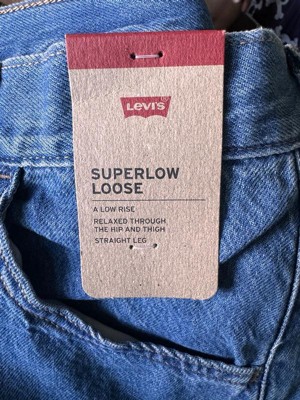 LEVI'S
SUPERLOW
LOOSE
A LOW RISE
RELAXED THROUGH
THE HIP AND THIGH
STRAIGHT LEG